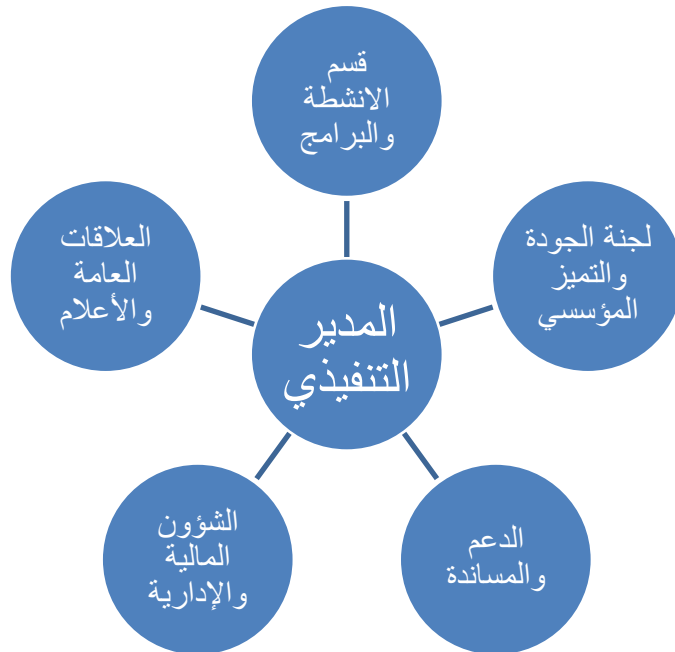 قسم
الانشطة
والبرامج
لجنة الجودة
والتميز
المؤسسي
العلاقات
العامة
والأعلام
المدير
التنفيذي
الدعم
والمساندة
الشؤون
المالية
والإدارية